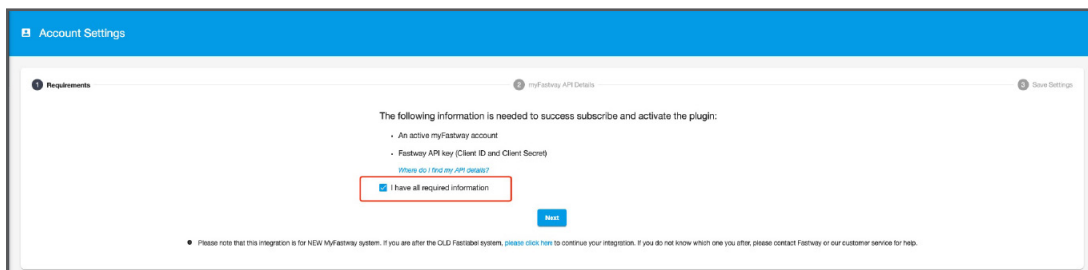 Account Settings
1 Requirements
2 myFastway API Details
3 Save Settings
The following information is needed to success subscribe and activate the plugin:
• An active myFastway account
• Fastway API key (Client ID and Client Secret)
Where do I find my API details?
I have all required information
Next
• Please note that this integration is for NEW MyFastway system. If you are after the OLD Fastlabel system, please click here to continue your integration. If you do not know which one you after, please contact Fastway or our customer service for help.